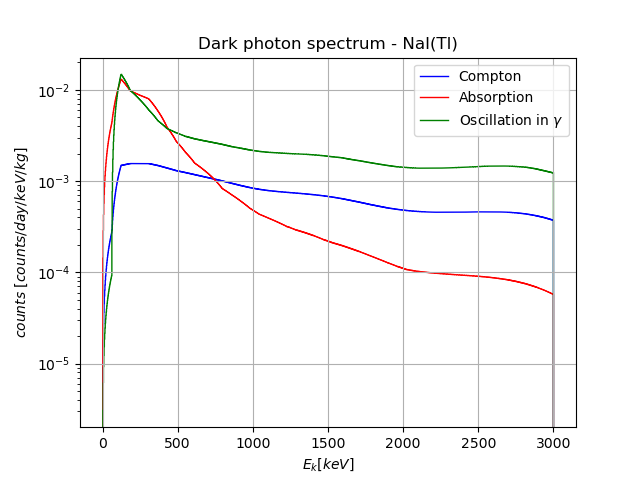 Dark photon spectrum - NaI(Tl)
Compton
Absorption
Oscillation in γ
counts [counts/day/keV/kg]
10⁻²
10⁻³
10⁻⁴
10⁻⁵
0 500 1000 1500 2000 2500 3000
E_k[keV]